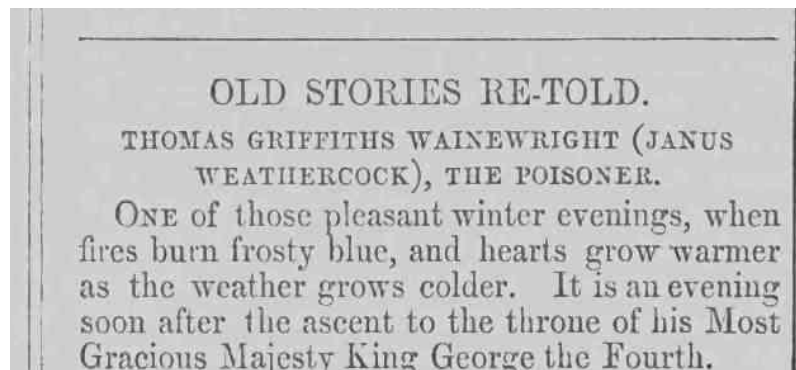 OLD STORIES RE-TOLD.
THOMAS GRIFFITHS WAINEWRIGHT (JANUS
WEATHERCOCK), THE POISONER.
ONE of those pleasant winter evenings, when
fires burn frosty blue, and hearts grow warmer
as the weather grows colder. It is an evening
soon after the ascent to the throne of his Most
Gracious Majesty King George the Fourth.